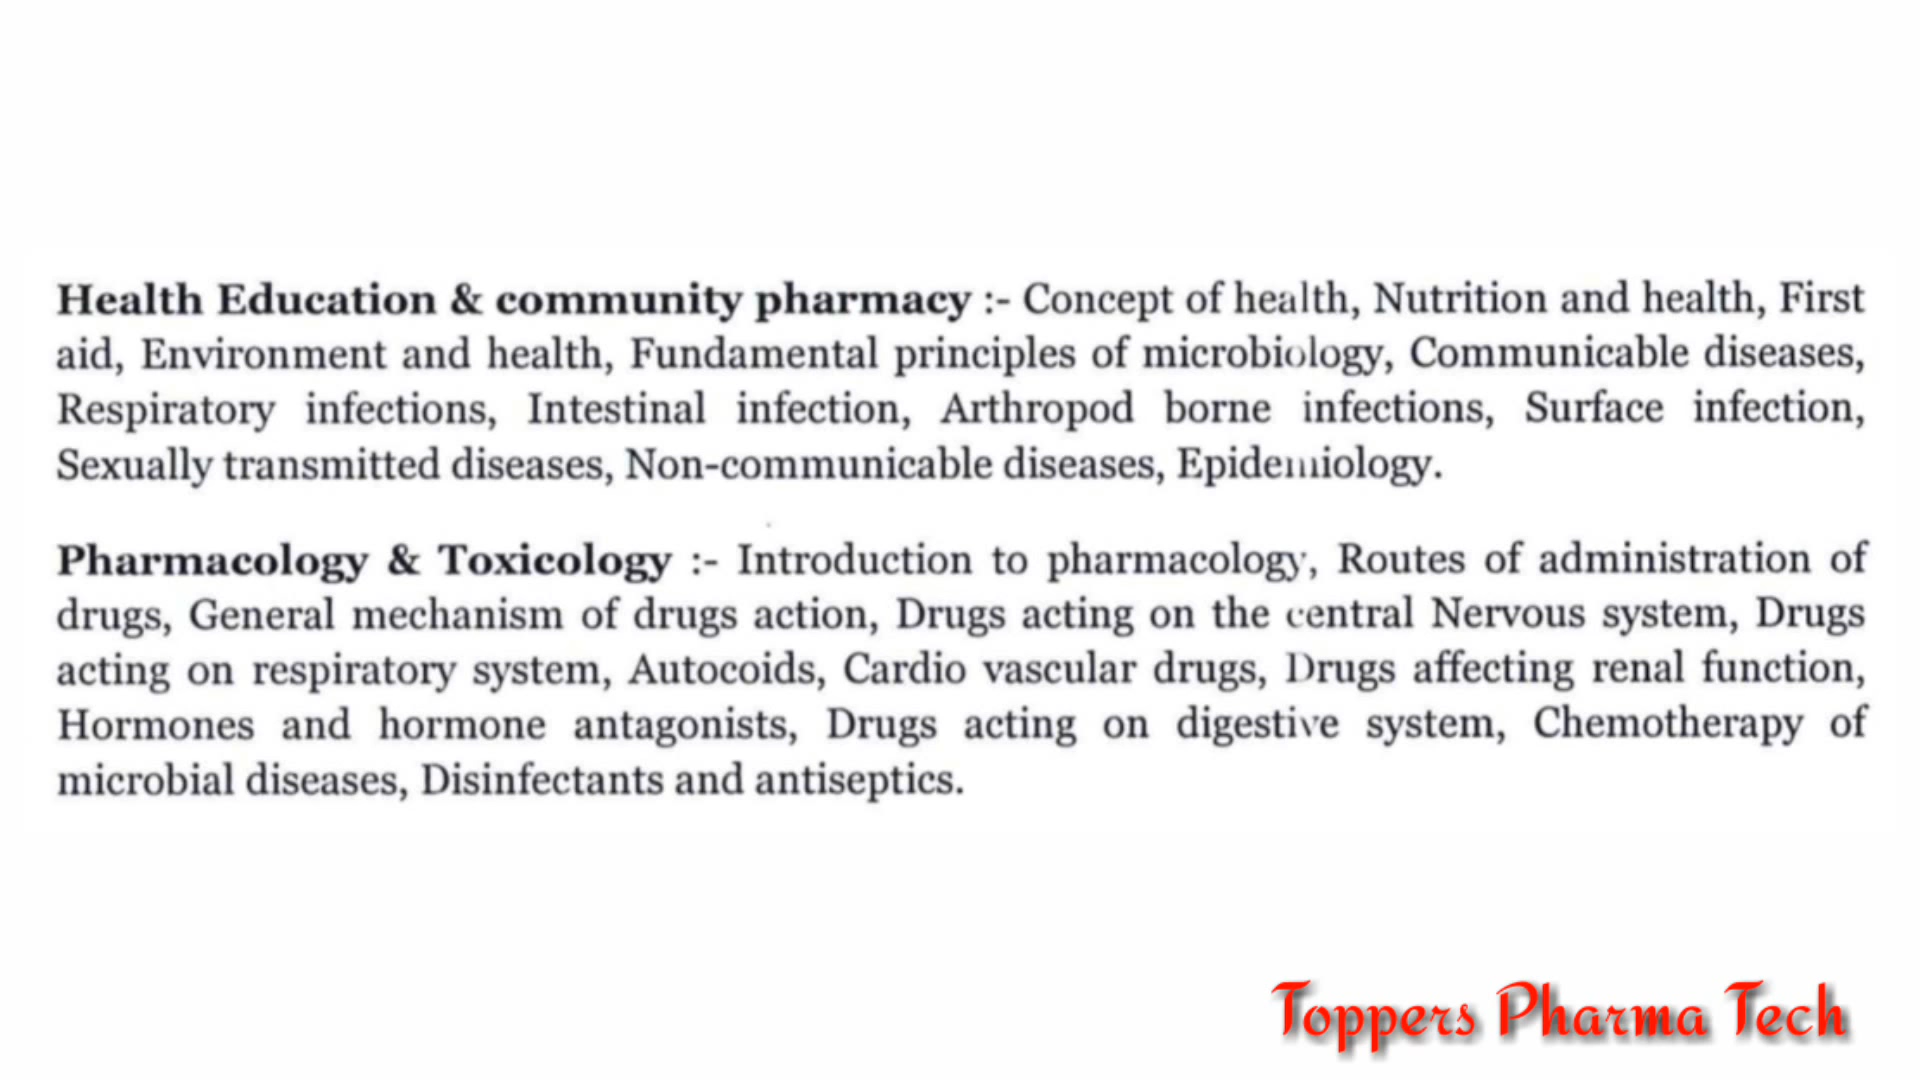 Health Education & community pharmacy :- Concept of health, Nutrition and health, First
aid, Environment and health, Fundamental principles of microbiology, Communicable diseases,
Respiratory infections, Intestinal infection, Arthropod borne infections, Surface infection,
Sexually transmitted diseases, Non-communicable diseases, Epidemiology.
Pharmacology & Toxicology :- Introduction to pharmacology, Routes of administration of
drugs, General mechanism of drugs action, Drugs acting on the central Nervous system, Drugs
acting on respiratory system, Autocoids, Cardio vascular drugs, Drugs affecting renal function,
Hormones and hormone antagonists, Drugs acting on digestive system, Chemotherapy of
microbial diseases, Disinfectants and antiseptics.
Toppers Pharma Tech